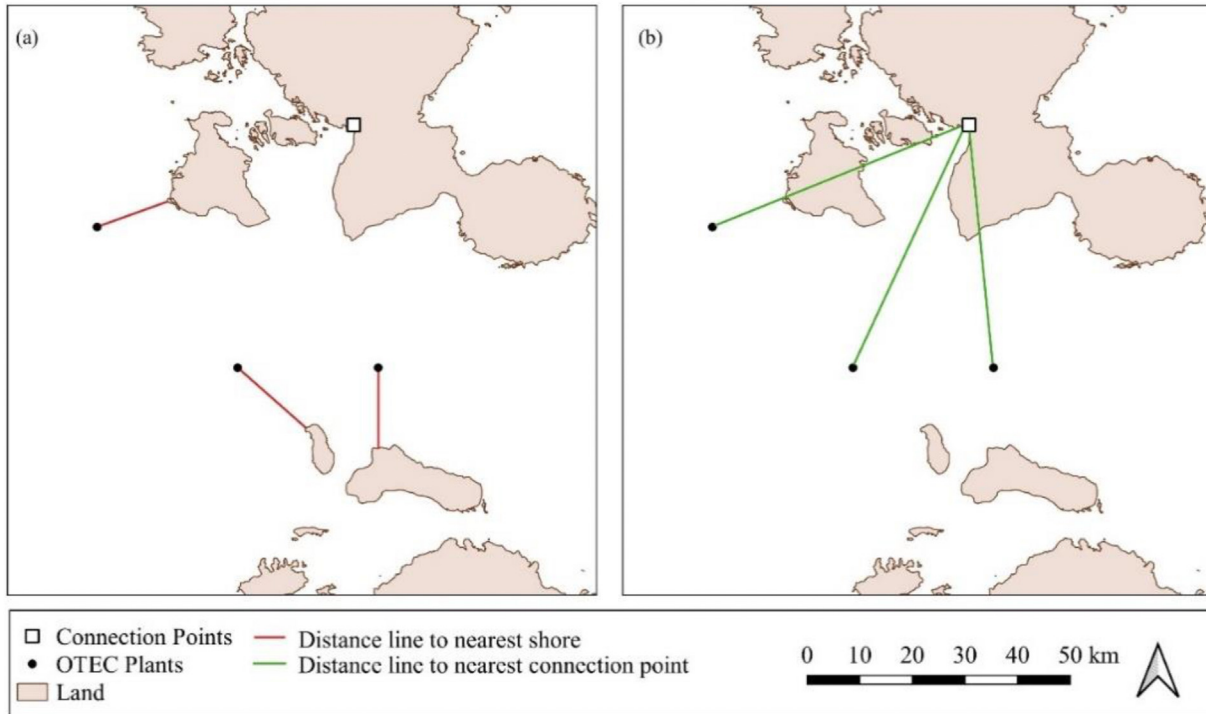 (a)
(b)
Connection Points
Distance line to nearest shore
OTEC Plants
Distance line to nearest connection point
Land
0 10 20 30 40 50 km